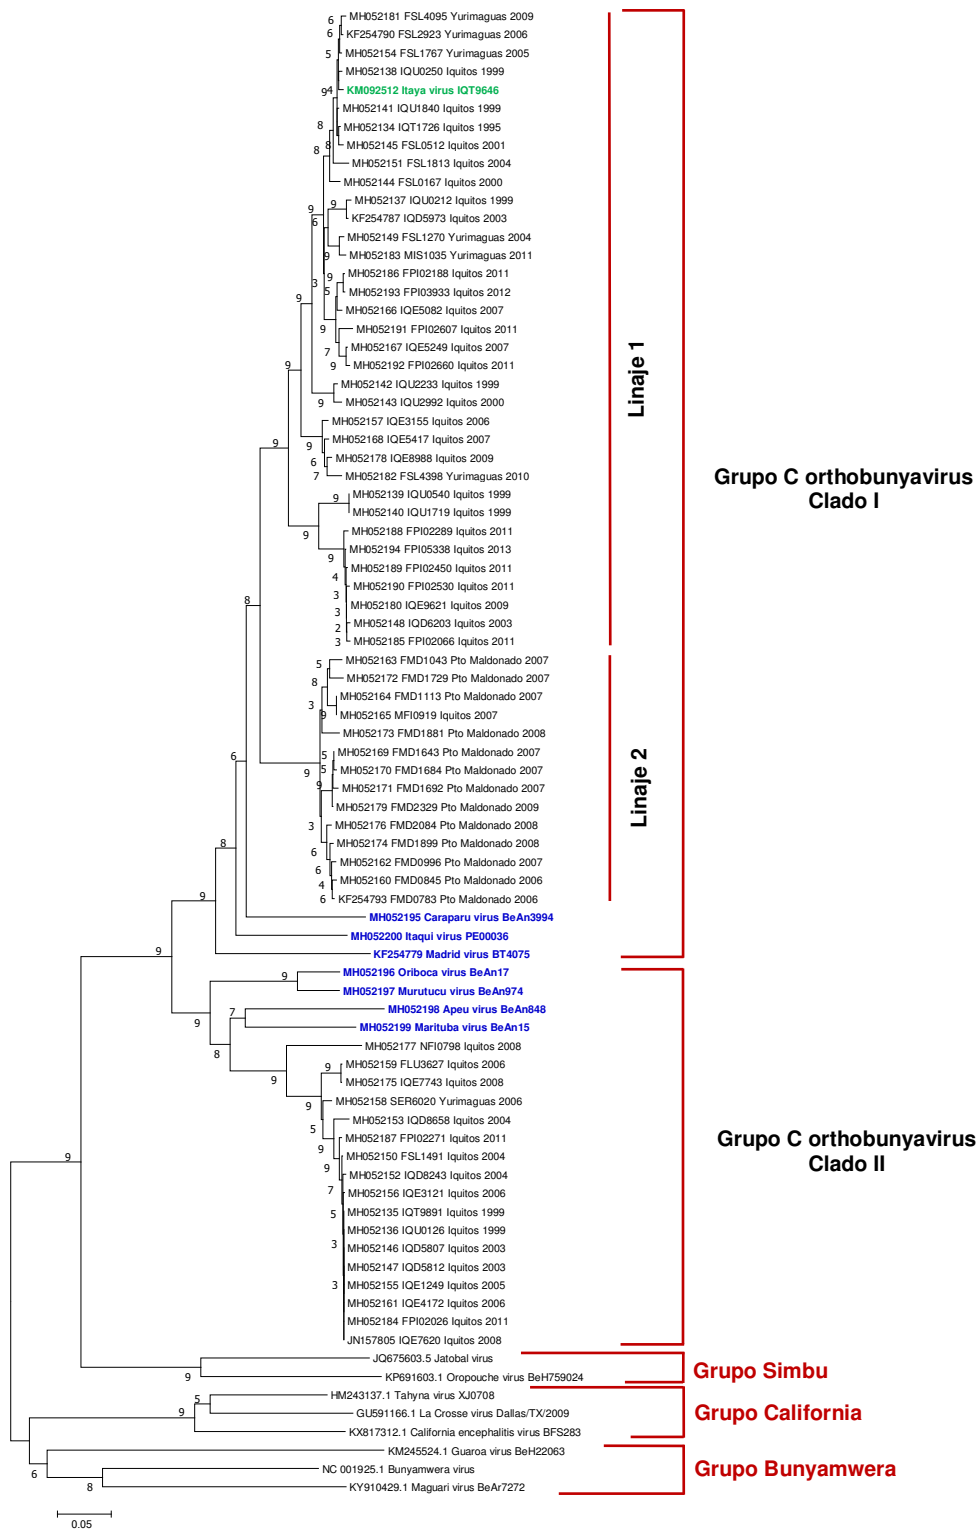 MH052181 FSL4095 Yurimaguas 2009
KF254790 FSL2923 Yurimaguas 2006
MH052154 FSL1767 Yurimaguas 2005
MH052138 IQU0250 Iquitos 1999
KM092512 Itaya virus IQT9646
MH052141 IQU1840 Iquitos 1999
MH052134 IQT1726 Iquitos 1995
MH052145 FSL0512 Iquitos 2001
MH052151 FSL1813 Iquitos 2004
MH052144 FSL0167 Iquitos 2000
MH052137 IQU0212 Iquitos 1999
KF254787 IQD5973 Iquitos 2003
MH052149 FSL1270 Yurimaguas 2004
MH052183 MIS1035 Yurimaguas 2011
MH052186 FPI02188 Iquitos 2011
MH052193 FPI03933 Iquitos 2012
MH052166 IQE5082 Iquitos 2007
MH052191 FPI02607 Iquitos 2011
MH052167 IQE5249 Iquitos 2007
MH052192 FPI02660 Iquitos 2011
MH052142 IQU2233 Iquitos 1999
MH052143 IQU2992 Iquitos 2000
MH052157 IQE3155 Iquitos 2006
MH052168 IQE5417 Iquitos 2007
MH052178 IQE8988 Iquitos 2009
MH052182 FSL4398 Yurimaguas 2010
MH052139 IQU0540 Iquitos 1999
MH052140 IQU1719 Iquitos 1999
MH052188 FPI02289 Iquitos 2011
MH052194 FPI05338 Iquitos 2013
MH052189 FPI02450 Iquitos 2011
MH052190 FPI02530 Iquitos 2011
MH052180 IQE9621 Iquitos 2009
MH052148 IQD6203 Iquitos 2003
MH052185 FPI02066 Iquitos 2011
Linaje 1
MH052163 FMD1043 Pto Maldonado 2007
MH052172 FMD1729 Pto Maldonado 2007
MH052164 FMD1113 Pto Maldonado 2007
MH052165 MFI0919 Iquitos 2007
MH052173 FMD1881 Pto Maldonado 2008
MH052169 FMD1643 Pto Maldonado 2007
MH052170 FMD1684 Pto Maldonado 2007
MH052171 FMD1692 Pto Maldonado 2007
MH052179 FMD2329 Pto Maldonado 2009
MH052176 FMD2084 Pto Maldonado 2008
MH052174 FMD1899 Pto Maldonado 2008
MH052162 FMD0996 Pto Maldonado 2007
MH052160 FMD0845 Pto Maldonado 2006
KF254793 FMD0783 Pto Maldonado 2006
Linaje 2
MH052195 Caraparu virus BeAn3994
MH052200 Itaqui virus PE00036
KF254779 Madrid virus BT4075
Grupo C orthobunyavirus
Clado I
MH052196 Oriboca virus BeAn17
MH052197 Murutucu virus BeAn974
MH052198 Apeu virus BeAn848
MH052199 Marituba virus BeAn15
MH052177 NFI0798 Iquitos 2008
MH052159 FLU3627 Iquitos 2006
MH052175 IQE7743 Iquitos 2008
MH052158 SER6020 Yurimaguas 2006
MH052153 IQD8658 Iquitos 2004
MH052187 FPI02271 Iquitos 2011
MH052150 FSL1491 Iquitos 2004
MH052152 IQD8243 Iquitos 2004
MH052156 IQE3121 Iquitos 2006
MH052135 IQT9891 Iquitos 1999
MH052136 IQU0126 Iquitos 1999
MH052146 IQD5807 Iquitos 2003
MH052147 IQD5812 Iquitos 2003
MH052155 IQE1249 Iquitos 2005
MH052161 IQE4172 Iquitos 2006
MH052184 FPI02026 Iquitos 2011
JN157805 IQE7620 Iquitos 2008
Grupo C orthobunyavirus
Clado II
JQ675603.5 Jatobal virus
KP691603.1 Oropouche virus BeH759024
Grupo Simbu
HM243137.1 Tahyna virus XJ0708
GU591166.1 La Crosse virus Dallas/TX/2009
KX817312.1 California encephalitis virus BFS283
Grupo California
KM245524.1 Guaroa virus BeH22063
NC 001925.1 Bunyamwera virus
KY910429.1 Maguari virus BeAr7272
Grupo Bunyamwera
0.05